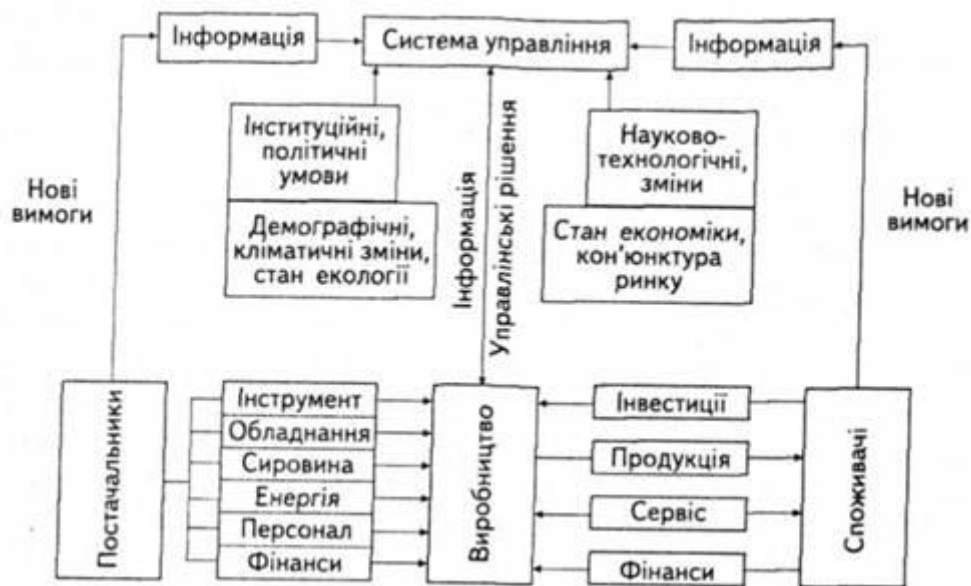 Інформація
Система управління
Інформація
Інституційні,
політичні
умови
Науково-
технологічні,
зміни
Нові
вимоги
Нові
вимоги
Демографічні,
кліматичні зміни,
стан екології
Інформація
Управлінські рішення
Стан економіки,
кон'юнктура
ринку
Постачальники
Інструмент
Обладнання
Сировина
Енергія
Персонал
Фінанси
Виробництво
Інвестиції
Продукція
Сервіс
Фінанси
Споживачі